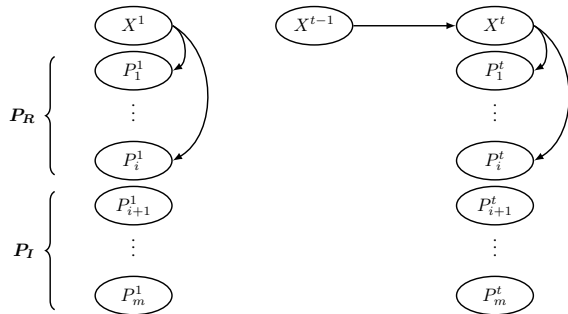 X^1 X^{t−1} X^t
P_1^1 P_1^t
⋮ ⋮
P_R
P_i^1 P_i^t
P_{i+1}^1 P_{i+1}^t
P_I
⋮ ⋮
P_m^1 P_m^t